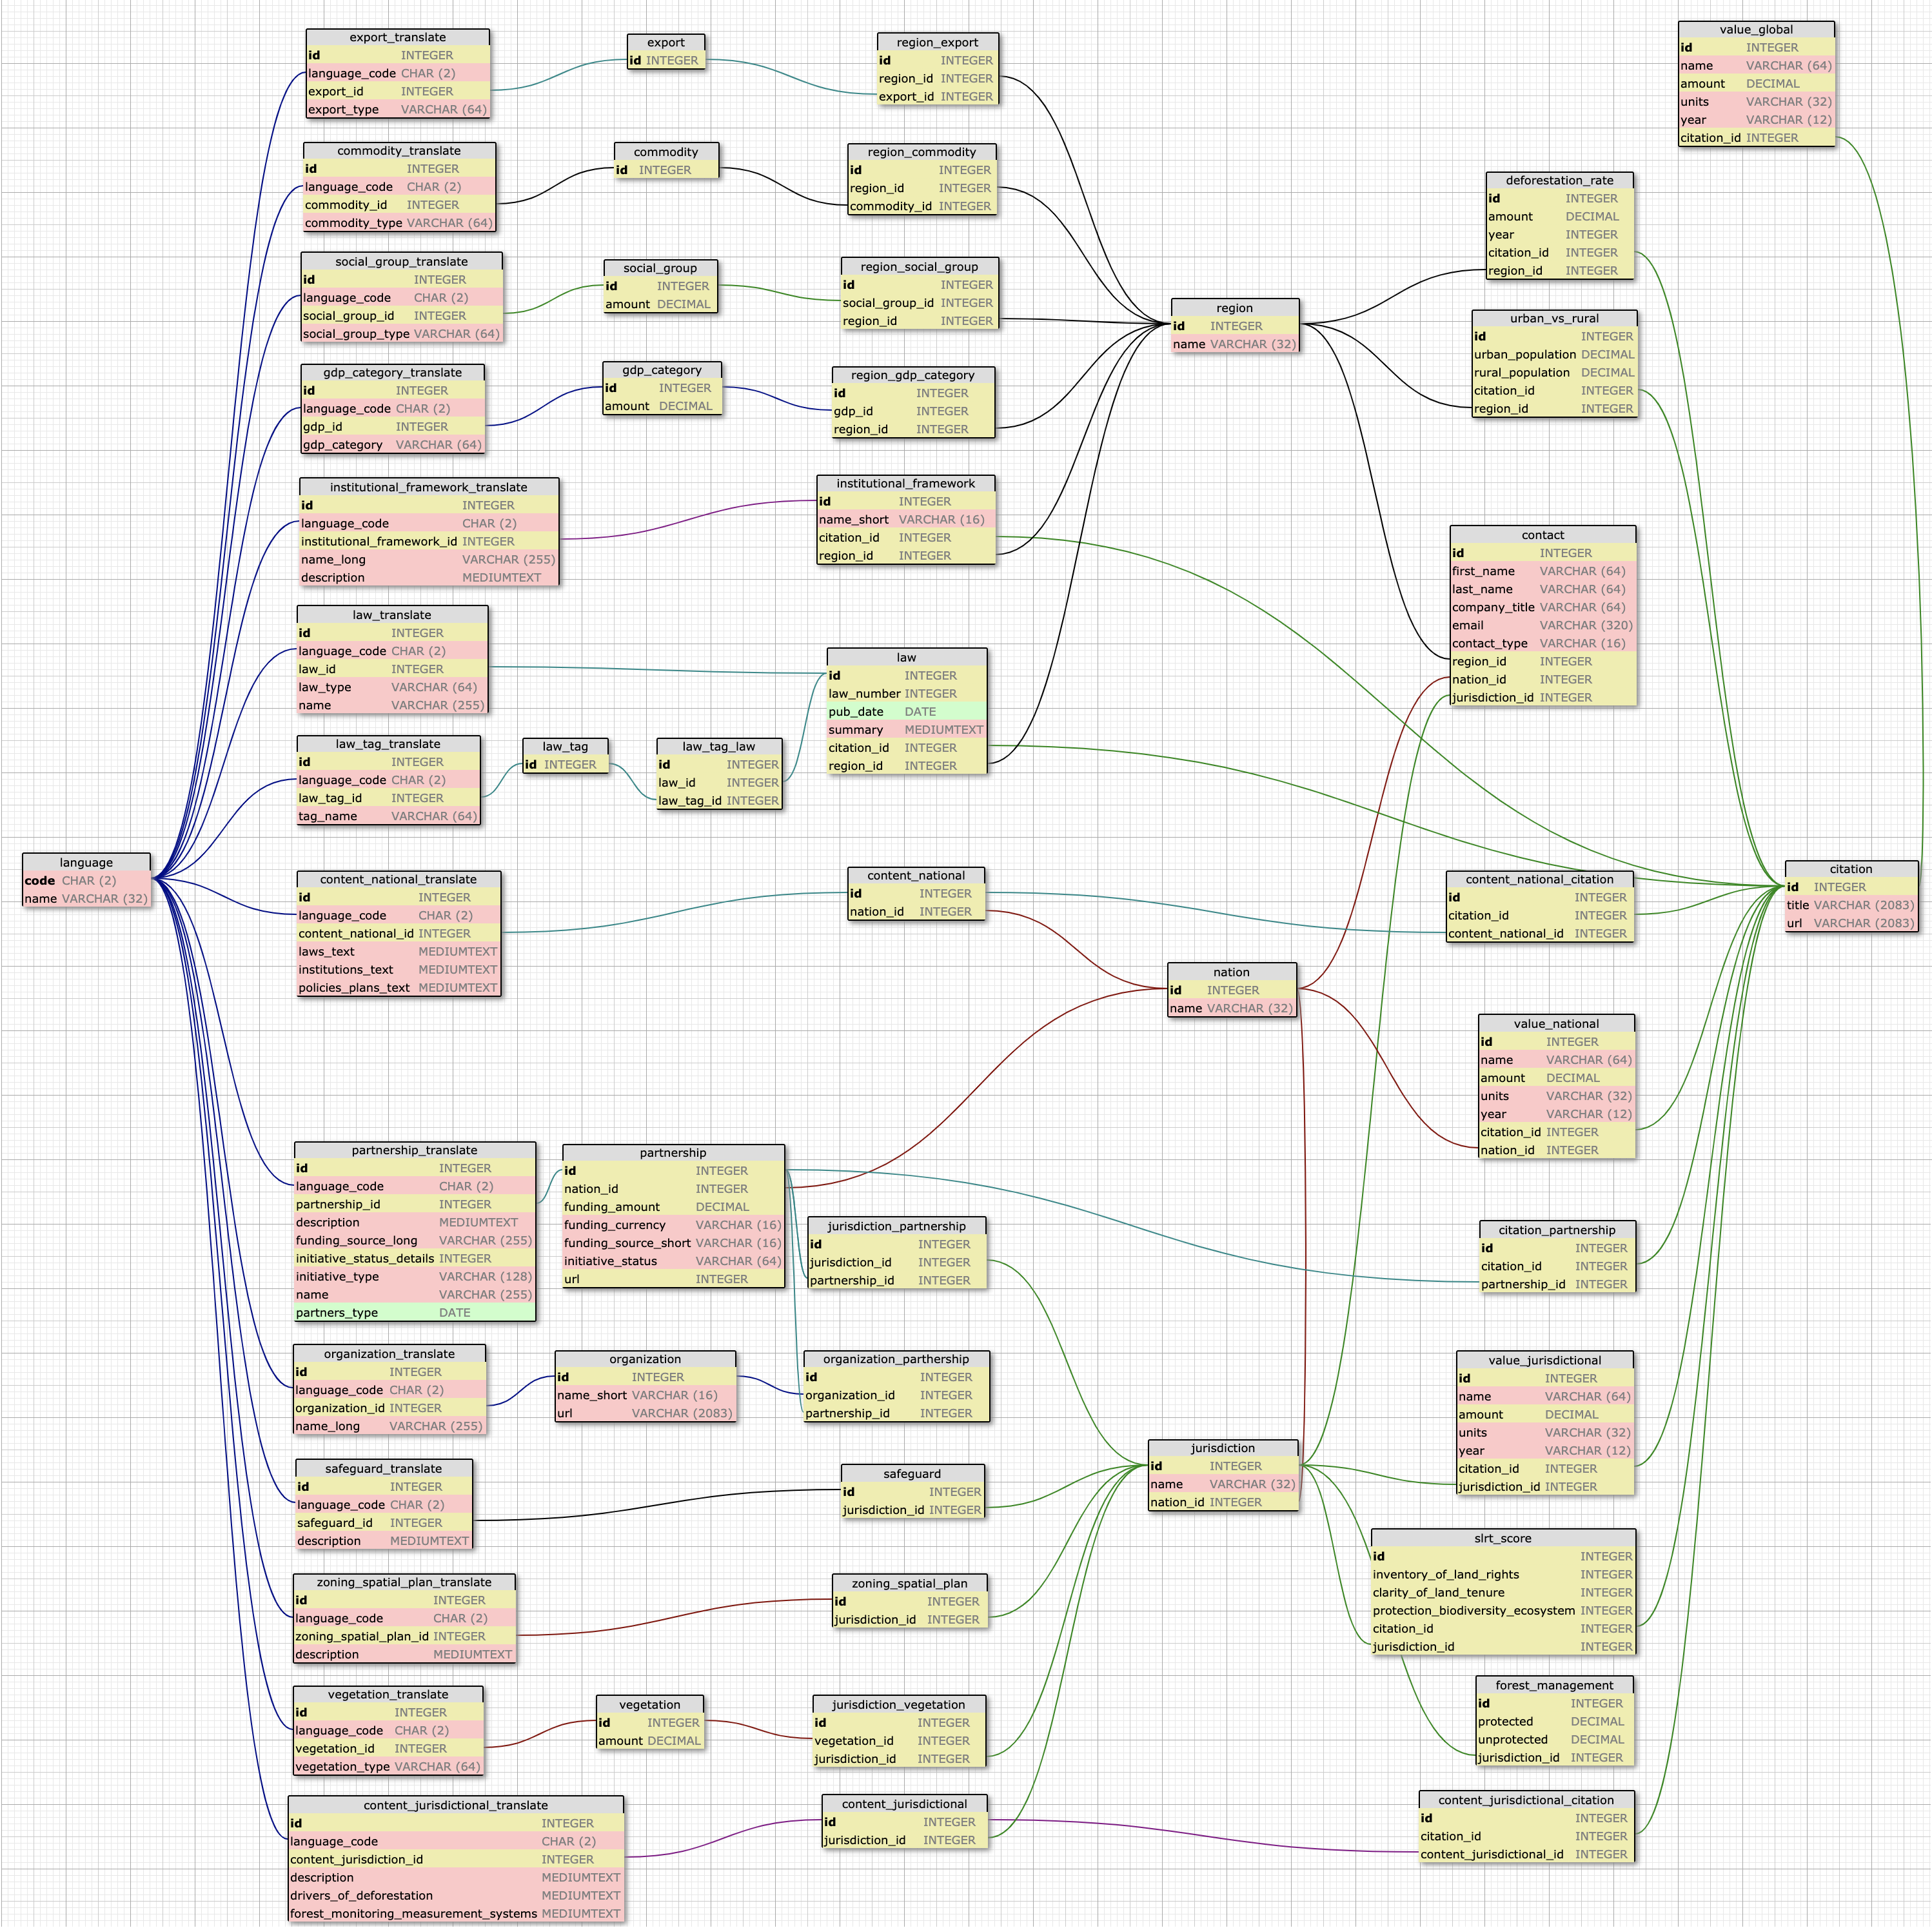 export_translate
id INTEGER
language_code CHAR (2)
export_id INTEGER
export_type VARCHAR (64)
export
id INTEGER
region_export
id INTEGER
region_id INTEGER
export_id INTEGER
value_global
id INTEGER
name VARCHAR (64)
amount DECIMAL
units VARCHAR (32)
year VARCHAR (12)
citation_id INTEGER
commodity_translate
id INTEGER
language_code CHAR (2)
commodity_id INTEGER
commodity_type VARCHAR (64)
commodity
id INTEGER
region_commodity
id INTEGER
region_id INTEGER
commodity_id INTEGER
deforestation_rate
id INTEGER
amount DECIMAL
year INTEGER
citation_id INTEGER
region_id INTEGER
social_group_translate
id INTEGER
language_code CHAR (2)
social_group_id INTEGER
social_group_type VARCHAR (64)
social_group
id INTEGER
amount DECIMAL
region_social_group
id INTEGER
social_group_id INTEGER
region_id INTEGER
region
id INTEGER
name VARCHAR (32)
urban_vs_rural
id INTEGER
urban_population DECIMAL
rural_population DECIMAL
citation_id INTEGER
region_id INTEGER
gdp_category_translate
id INTEGER
language_code CHAR (2)
gdp_id INTEGER
gdp_category VARCHAR (64)
gdp_category
id INTEGER
amount DECIMAL
region_gdp_category
id INTEGER
gdp_id INTEGER
region_id INTEGER
institutional_framework_translate
id INTEGER
language_code CHAR (2)
institutional_framework_id INTEGER
name_long VARCHAR (255)
description MEDIUMTEXT
institutional_framework
id INTEGER
name_short VARCHAR (16)
citation_id INTEGER
region_id INTEGER
contact
id INTEGER
first_name VARCHAR (64)
last_name VARCHAR (64)
company_title VARCHAR (64)
email VARCHAR (320)
contact_type VARCHAR (16)
region_id INTEGER
nation_id INTEGER
jurisdiction_id INTEGER
law_translate
id INTEGER
language_code CHAR (2)
law_id INTEGER
law_type VARCHAR (64)
name VARCHAR (255)
law
id INTEGER
law_number INTEGER
pub_date DATE
summary MEDIUMTEXT
citation_id INTEGER
region_id INTEGER
law_tag_translate
id INTEGER
language_code CHAR (2)
law_tag_id INTEGER
tag_name VARCHAR (64)
law_tag
id INTEGER
law_tag_law
id INTEGER
law_id INTEGER
law_tag_id INTEGER
language
code CHAR (2)
name VARCHAR (32)
content_national_translate
id INTEGER
language_code CHAR (2)
content_national_id INTEGER
laws_text MEDIUMTEXT
institutions_text MEDIUMTEXT
policies_plans_text MEDIUMTEXT
content_national
id INTEGER
nation_id INTEGER
content_national_citation
id INTEGER
citation_id INTEGER
content_national_id INTEGER
citation
id INTEGER
title VARCHAR (2083)
url VARCHAR (2083)
nation
id INTEGER
name VARCHAR (32)
value_national
id INTEGER
name VARCHAR (64)
amount DECIMAL
units VARCHAR (32)
year VARCHAR (12)
citation_id INTEGER
nation_id INTEGER
partnership_translate
id INTEGER
language_code CHAR (2)
partnership_id INTEGER
description MEDIUMTEXT
funding_source_long VARCHAR (255)
initiative_status_details INTEGER
initiative_type VARCHAR (128)
name VARCHAR (255)
partners_type DATE
partnership
id INTEGER
nation_id INTEGER
funding_amount DECIMAL
funding_currency VARCHAR (16)
funding_source_short VARCHAR (16)
initiative_status VARCHAR (64)
url INTEGER
jurisdiction_partnership
id INTEGER
jurisdiction_id INTEGER
partnership_id INTEGER
citation_partnership
id INTEGER
citation_id INTEGER
partnership_id INTEGER
organization_translate
id INTEGER
language_code CHAR (2)
organization_id INTEGER
name_long VARCHAR (255)
organization
id INTEGER
name_short VARCHAR (16)
url VARCHAR (2083)
organization_parthership
id INTEGER
organization_id INTEGER
partnership_id INTEGER
value_jurisdictional
id INTEGER
name VARCHAR (64)
amount DECIMAL
units VARCHAR (32)
year VARCHAR (12)
citation_id INTEGER
jurisdiction_id INTEGER
safeguard_translate
id INTEGER
language_code CHAR (2)
safeguard_id INTEGER
description MEDIUMTEXT
safeguard
id INTEGER
jurisdiction_id INTEGER
jurisdiction
id INTEGER
name VARCHAR (32)
nation_id INTEGER
slrt_score
id INTEGER
inventory_of_land_rights INTEGER
clarity_of_land_tenure INTEGER
protection_biodiversity_ecosystem INTEGER
citation_id INTEGER
jurisdiction_id INTEGER
zoning_spatial_plan_translate
id INTEGER
language_code CHAR (2)
zoning_spatial_plan_id INTEGER
description MEDIUMTEXT
zoning_spatial_plan
id INTEGER
jurisdiction_id INTEGER
forest_management
id INTEGER
protected DECIMAL
unprotected DECIMAL
jurisdiction_id INTEGER
vegetation_translate
id INTEGER
language_code CHAR (2)
vegetation_id INTEGER
vegetation_type VARCHAR (64)
vegetation
id INTEGER
amount DECIMAL
jurisdiction_vegetation
id INTEGER
vegetation_id INTEGER
jurisdiction_id INTEGER
content_jurisdictional_translate
id INTEGER
language_code CHAR (2)
content_jurisdiction_id INTEGER
description MEDIUMTEXT
drivers_of_deforestation MEDIUMTEXT
forest_monitoring_measurement_systems MEDIUMTEXT
content_jurisdictional
id INTEGER
jurisdiction_id INTEGER
content_jurisdictional_citation
id INTEGER
citation_id INTEGER
content_jurisdictional_id INTEGER